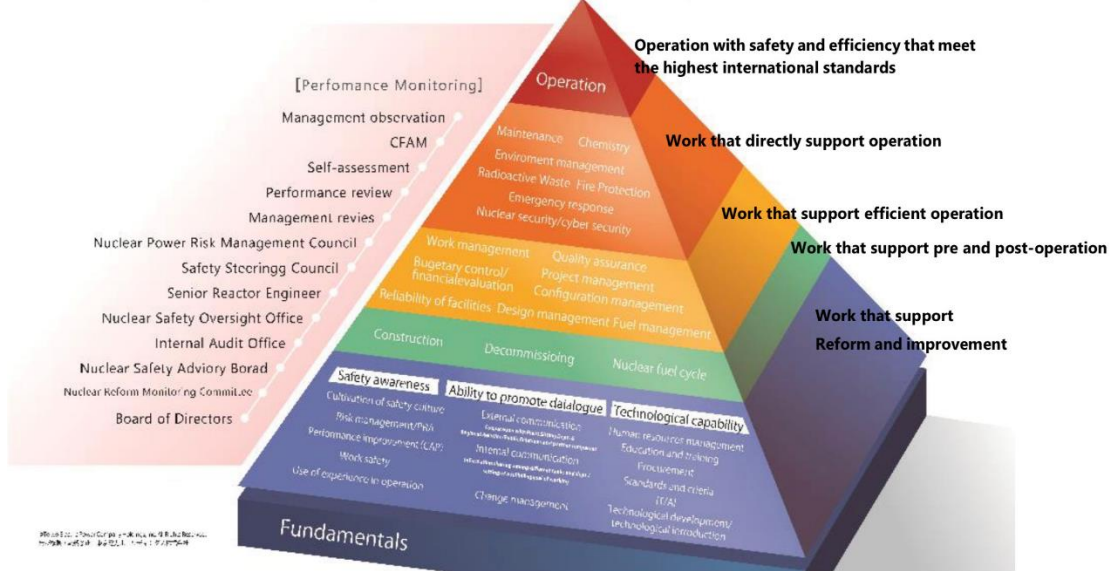 Operation with safety and efficiency that meet
the highest international standards
Operation
[Perfomance Monitoring]
Management observation
CFAM
Self-assessment
Performance review
Management revies
Nuclear Power Risk Management Council
Safety Steeringg Council
Senior Reactor Engineer
Nuclear Safety Oversight Office
Internal Audit Office
Nuclear Safety Adviory Borad
Nuclear Reform Monitoring Commitee
Board of Directors
Maintenance Chemistry
Enviroment management
Radioactive Waste Fire Protection
Emergency response
Nuclear security/cyber security
Work that directly support operation
Work management Quality assurance
Bugetary control/ Project management
financialevaluation Configuration management
Reliability of facilities Design management Fuel management
Work that support efficient operation
Construction Decommissioing Nuclear fuel cycle
Work that support pre and post-operation
Safety awareness Ability to promote daialogue Technological capability
Cultivation of safety culture
Risk management/PRA
Performance improvement (CAP)
Work safety
Use of experience in operation
External communication
Internal communication
Change management
Human resources management
Education and training
Procurement
Standards and criteria
IT/AI
Technological development/
technological introduction
Work that support
Reform and improvement
Fundamentals